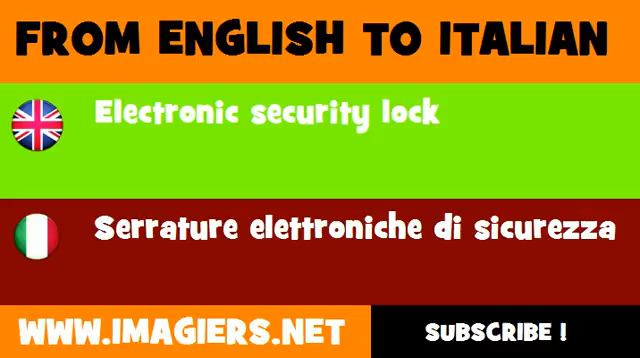 FROM ENGLISH TO ITALIAN
Electronic security lock
Serrature elettroniche di sicurezza
WWW.IMAGIERS.NET
SUBSCRIBE !